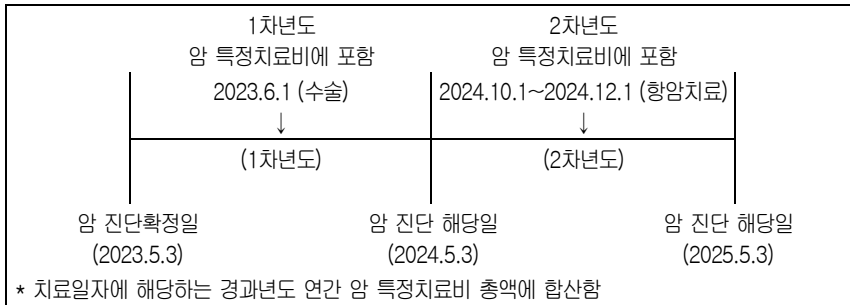 1차년도 2차년도
암 특정치료비에 포함 암 특정치료비에 포함
2023.6.1 (수술) 2024.10.1~2024.12.1 (항암치료)
↓ ↓
(1차년도) (2차년도)
암 진단확정일 암 진단 해당일 암 진단 해당일
(2023.5.3) (2024.5.3) (2025.5.3)
* 치료일자에 해당하는 경과년도 연간 암 특정치료비 총액에 합산함